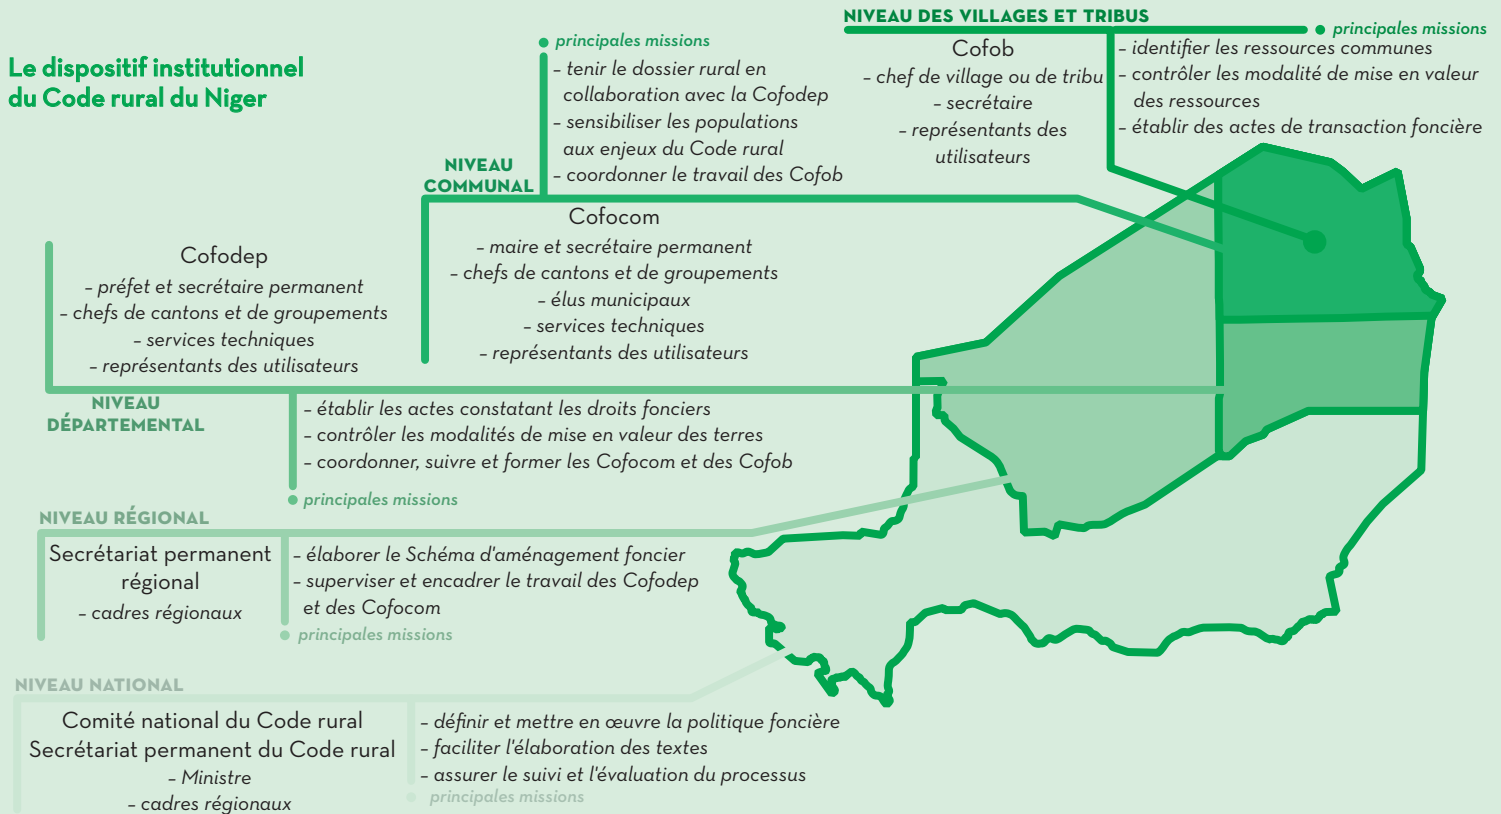 Le dispositif institutionnel
du Code rural du Niger
NIVEAU DES VILLAGES ET TRIBUS
Cofob
– chef de village ou de tribu
– secrétaire
– représentants des
utilisateurs
principales missions
– identifier les ressources communes
– contrôler les modalité de mise en valeur
des ressources
– établir des actes de transaction foncière
NIVEAU
COMMUNAL
principales missions
– tenir le dossier rural en
collaboration avec la Cofodep
– sensibiliser les populations
aux enjeux du Code rural
– coordonner le travail des Cofob
Cofocom
– maire et secrétaire permanent
– chefs de cantons et de groupements
– élus municipaux
– services techniques
– représentants des utilisateurs
Cofodep
– préfet et secrétaire permanent
– chefs de cantons et de groupements
– services techniques
– représentants des utilisateurs
NIVEAU
DÉPARTEMENTAL
– établir les actes constatant les droits fonciers
– contrôler les modalités de mise en valeur des terres
– coordonner, suivre et former les Cofocom et des Cofob
principales missions
NIVEAU RÉGIONAL
Secrétariat permanent
régional
– cadres régionaux
– élaborer le Schéma d'aménagement foncier
– superviser et encadrer le travail des Cofodep
et des Cofocom
principales missions
NIVEAU NATIONAL
Comité national du Code rural
Secrétariat permanent du Code rural
– Ministre
– cadres régionaux
– définir et mettre en œuvre la politique foncière
– faciliter l'élaboration des textes
– assurer le suivi et l'évaluation du processus
principales missions